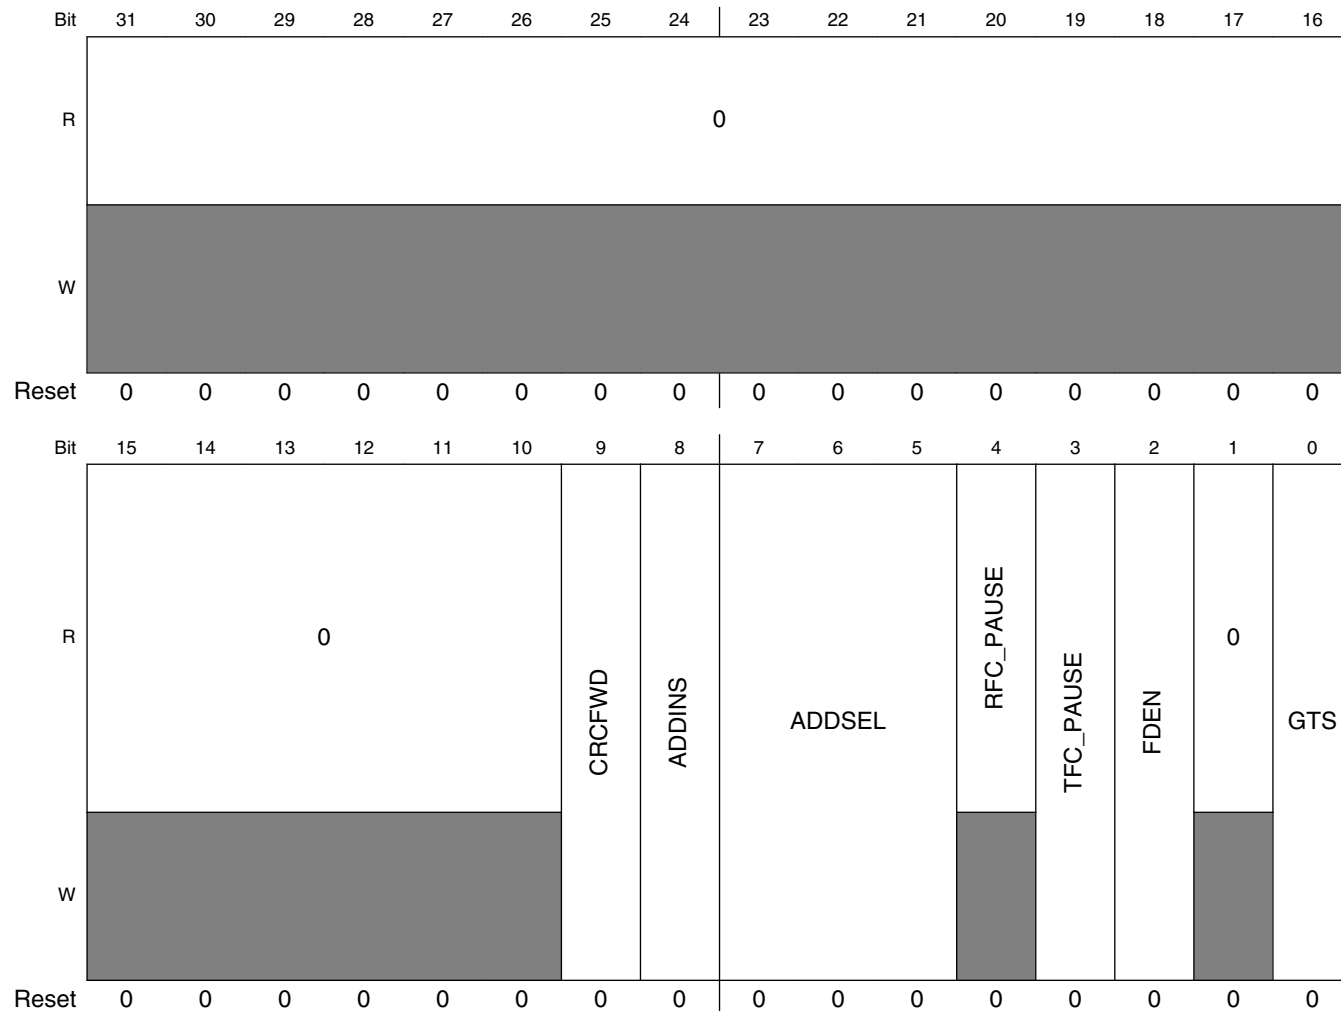 Bit 31 30 29 28 27 26 25 24 23 22 21 20 19 18 17 16
R 0
W
Reset 0 0 0 0 0 0 0 0 0 0 0 0 0 0 0 0
Bit 15 14 13 12 11 10 9 8 7 6 5 4 3 2 1 0
R 0 CRCFWD ADDINS ADDSEL RFC_PAUSE TFC_PAUSE FDEN 0 GTS
W
Reset 0 0 0 0 0 0 0 0 0 0 0 0 0 0 0 0